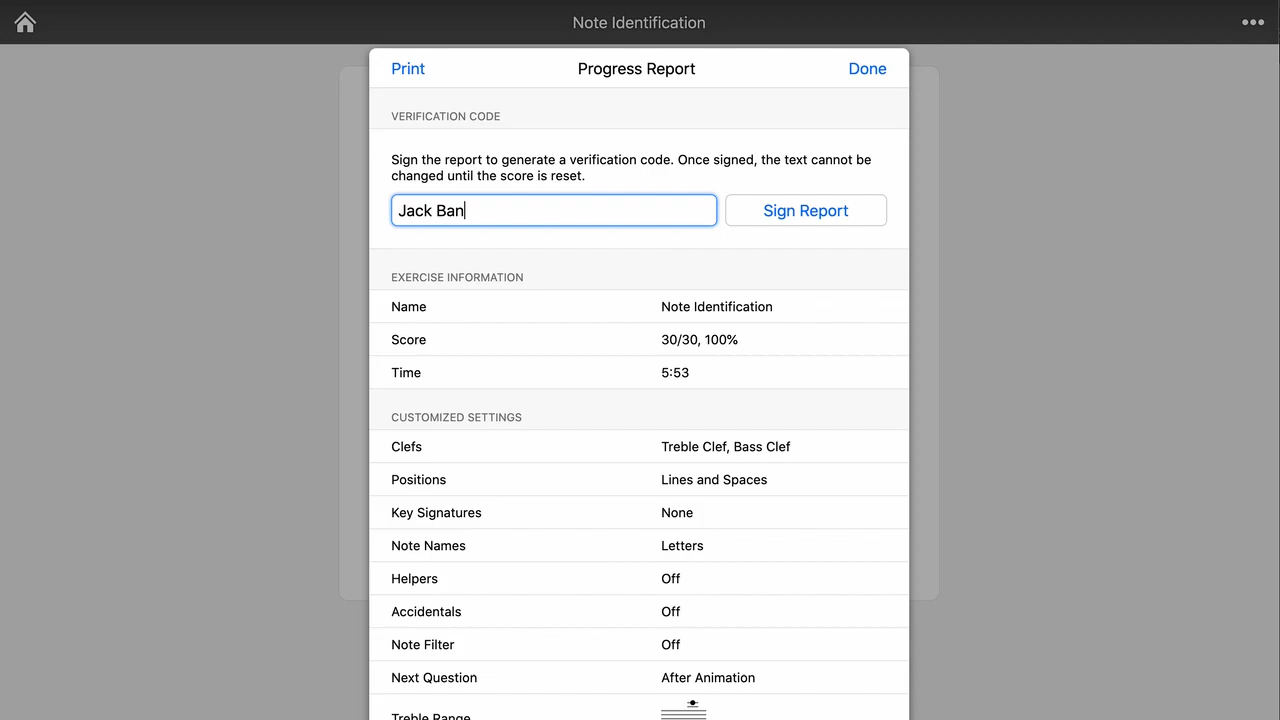 Note Identification
Print Progress Report Done
VERIFICATION CODE
Sign the report to generate a verification code. Once signed, the text cannot be
changed until the score is reset.
Jack Ban Sign Report
EXERCISE INFORMATION
Name Note Identification
Score 30/30, 100%
Time 5:53
CUSTOMIZED SETTINGS
Clefs Treble Clef, Bass Clef
Positions Lines and Spaces
Key Signatures None
Note Names Letters
Helpers Off
Accidentals Off
Note Filter Off
Next Question After Animation
Treble Range